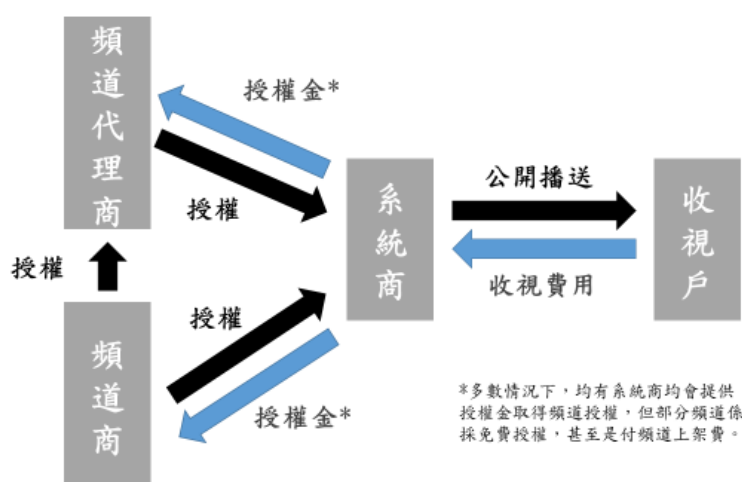 頻道代理商
授權金*
授權
系統商
公開播送
收視費用
收視戶
授權
頻道商
授權
授權金*
*多數情況下，均有系統商均會提供
授權金取得頻道授權，但部分頻道係
採免費授權，甚至是付頻道上架費。